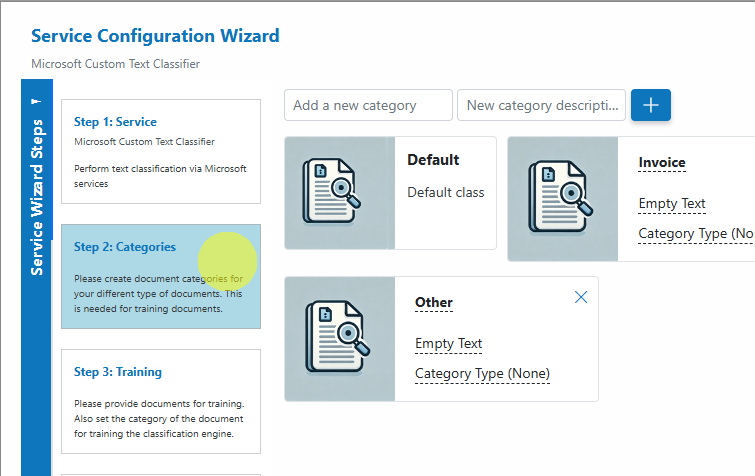 Service Configuration Wizard
Microsoft Custom Text Classifier
Service Wizard Steps
Step 1: Service
Microsoft Custom Text Classifier
Perform text classification via Microsoft
services
Step 2: Categories
Please create document categories for
your different type of documents. This
is needed for training documents.
Step 3: Training
Please provide documents for training.
Also set the category of the document
for training the classification engine.
Add a new category
New category descripti...
Default
Default class
Invoice
Empty Text
Category Type (No
Other
Empty Text
Category Type (None)